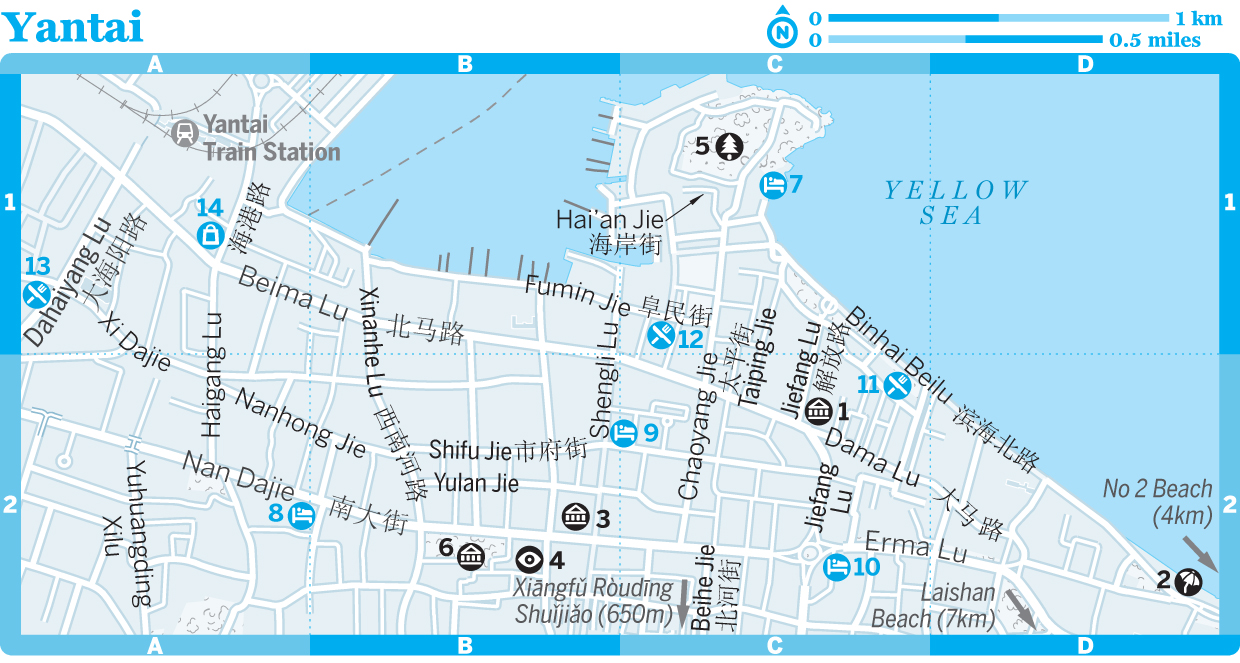 Yantai
N
0 1 km
0 0.5 miles
A B C D
1
1
2
2
Yantai
Train Station
5
7
YELLOW
SEA
14
海港路
Hai'an Jie
海岸街
13
Dahaiyang Lu
大海阳路
Beima Lu 北马路
Fumin Jie 阜民街
12
Xi Dajie
Haigang Lu
Xinanhe Lu 西南河路
Shengli Lu
Chaoyang Jie
太平街
Taiping Jie
Jiefang Lu
解放路
Binhai Beilu 滨海北路
11
1
Nanhong Jie
9
Shifu Jie市府街
Yulan Jie
Dama Lu 大马路
Nan Dajie 南大街
8
3
6
4
Yuhuangding
Xilu
Jiefang
Lu
Erma Lu
10
No 2 Beach
(4km)
2
Xiāngfǔ Ròudīng
Shuǐjiǎo (650m)
Beihe Jie
北河街
Laishan
Beach (7km)
A B C D